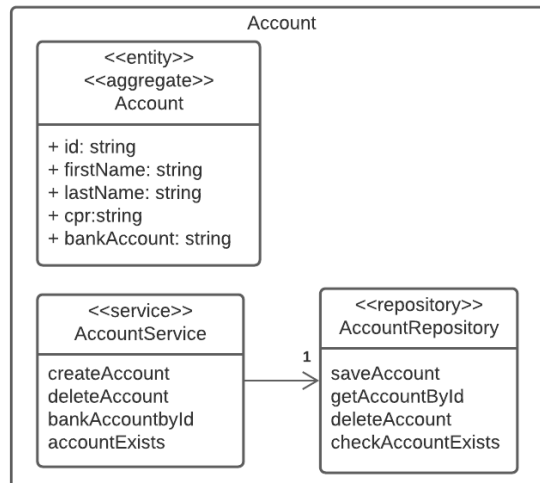 Account
<<entity>>
<<aggregate>>
Account
+ id: string
+ firstName: string
+ lastName: string
+ cpr:string
+ bankAccount: string
<<service>>
AccountService
createAccount
deleteAccount
bankAccountbyId
accountExists
1
<<repository>>
AccountRepository
saveAccount
getAccountById
deleteAccount
checkAccountExists